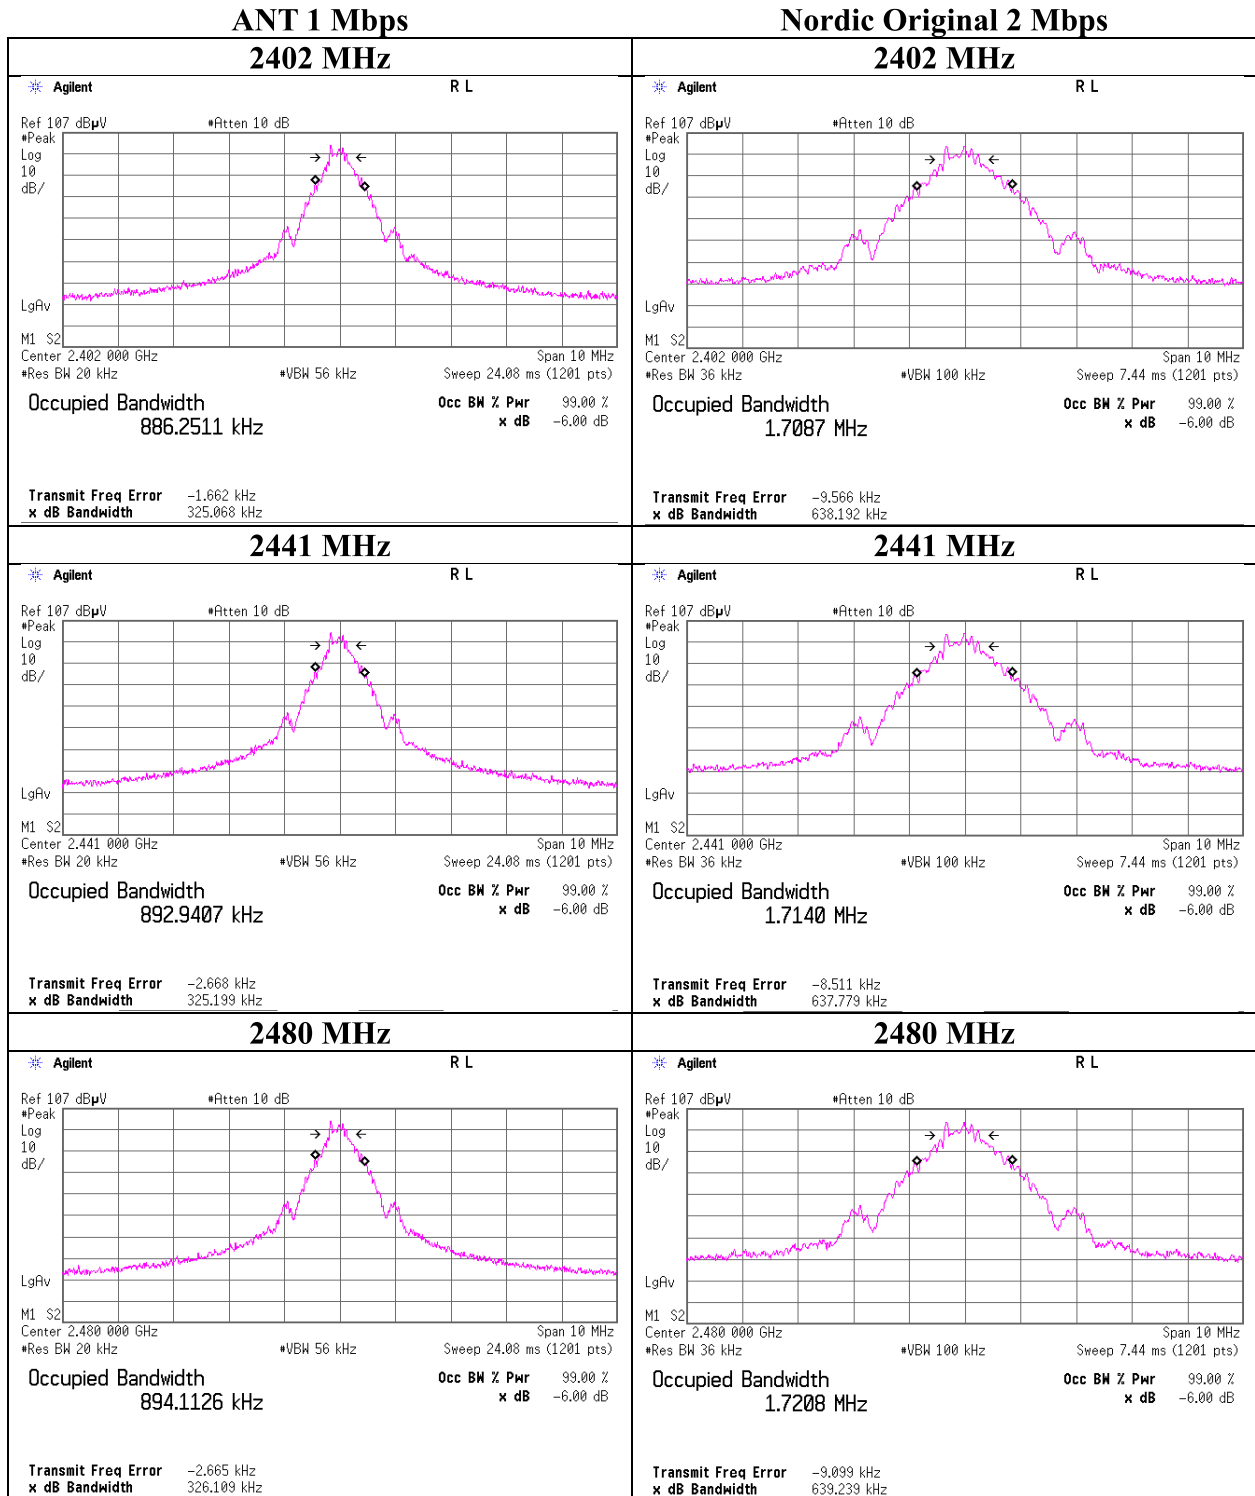 ANT 1 Mbps
Nordic Original 2 Mbps
2402 MHz
Agilent
R L
Ref 107 dBµV
#Atten 10 dB
#Peak
Log
10
dB/
LgAv
M1 S2
Center 2.402 000 GHz
Span 10 MHz
#Res BW 20 kHz
#VBW 56 kHz
Sweep 24.08 ms (1201 pts)
Occupied Bandwidth
886.2511 kHz
Occ BW % Pwr 99.00 %
x dB -6.00 dB
Transmit Freq Error -1.662 kHz
x dB Bandwidth 325.068 kHz
2402 MHz
Agilent
R L
Ref 107 dBµV
#Atten 10 dB
#Peak
Log
10
dB/
LgAv
M1 S2
Center 2.402 000 GHz
Span 10 MHz
#Res BW 36 kHz
#VBW 100 kHz
Sweep 7.44 ms (1201 pts)
Occupied Bandwidth
1.7087 MHz
Occ BW % Pwr 99.00 %
x dB -6.00 dB
Transmit Freq Error -9.566 kHz
x dB Bandwidth 638.192 kHz
2441 MHz
Agilent
R L
Ref 107 dBµV
#Atten 10 dB
#Peak
Log
10
dB/
LgAv
M1 S2
Center 2.441 000 GHz
Span 10 MHz
#Res BW 20 kHz
#VBW 56 kHz
Sweep 24.08 ms (1201 pts)
Occupied Bandwidth
892.9407 kHz
Occ BW % Pwr 99.00 %
x dB -6.00 dB
Transmit Freq Error -2.668 kHz
x dB Bandwidth 325.199 kHz
2441 MHz
Agilent
R L
Ref 107 dBµV
#Atten 10 dB
#Peak
Log
10
dB/
LgAv
M1 S2
Center 2.441 000 GHz
Span 10 MHz
#Res BW 36 kHz
#VBW 100 kHz
Sweep 7.44 ms (1201 pts)
Occupied Bandwidth
1.7140 MHz
Occ BW % Pwr 99.00 %
x dB -6.00 dB
Transmit Freq Error -8.511 kHz
x dB Bandwidth 637.779 kHz
2480 MHz
Agilent
R L
Ref 107 dBµV
#Atten 10 dB
#Peak
Log
10
dB/
LgAv
M1 S2
Center 2.480 000 GHz
Span 10 MHz
#Res BW 20 kHz
#VBW 56 kHz
Sweep 24.08 ms (1201 pts)
Occupied Bandwidth
894.1126 kHz
Occ BW % Pwr 99.00 %
x dB -6.00 dB
Transmit Freq Error -2.665 kHz
x dB Bandwidth 326.109 kHz
2480 MHz
Agilent
R L
Ref 107 dBµV
#Atten 10 dB
#Peak
Log
10
dB/
LgAv
M1 S2
Center 2.480 000 GHz
Span 10 MHz
#Res BW 36 kHz
#VBW 100 kHz
Sweep 7.44 ms (1201 pts)
Occupied Bandwidth
1.7208 MHz
Occ BW % Pwr 99.00 %
x dB -6.00 dB
Transmit Freq Error -9.099 kHz
x dB Bandwidth 639.239 kHz